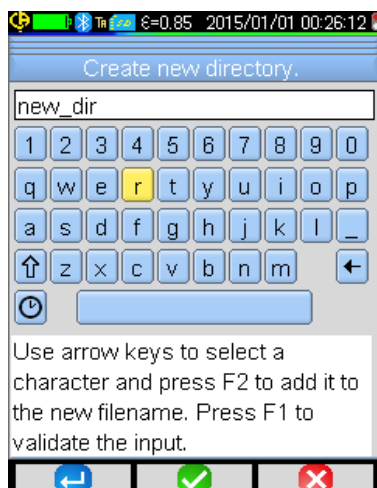 ε=0.85 2015/01/01 00:26:12
Create new directory.
new_dir
1 2 3 4 5 6 7 8 9 0
q w e r t y u i o p
a s d f g h j k l _
z x c v b n m
Use arrow keys to select a
character and press F2 to add it to
the new filename. Press F1 to
validate the input.